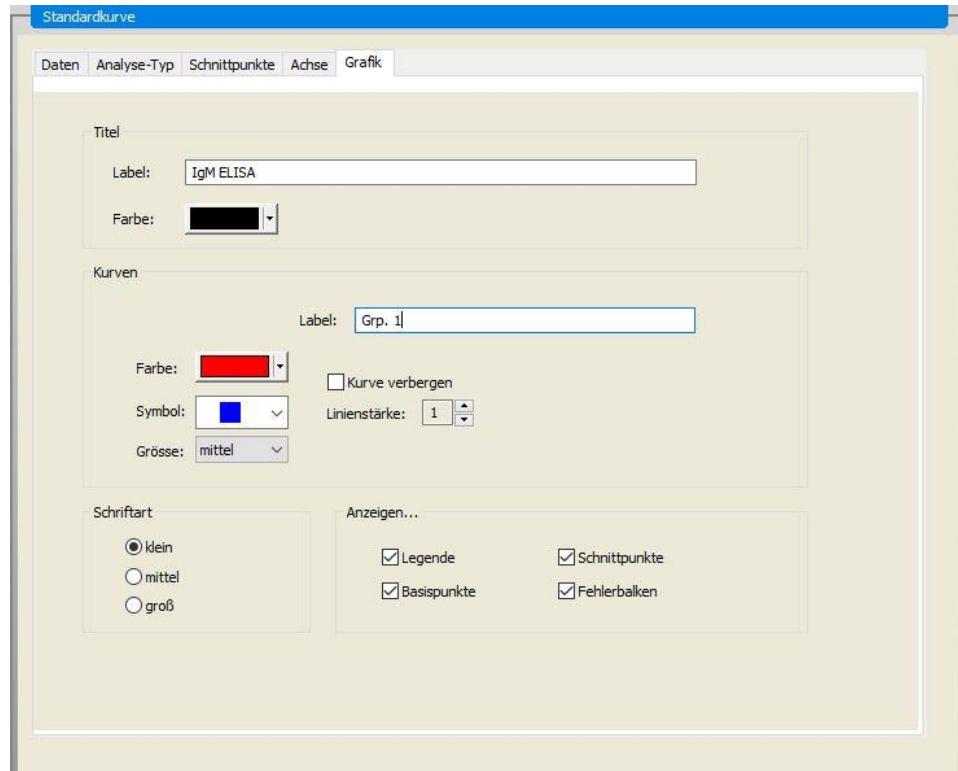 Standardkurve
Daten Analyse-Typ Schnittpunkte Achse Grafik
Titel
Label: IgM ELISA
Farbe:
Kurven
Label: Grp. 1
Farbe:
Kurve verbergen
Symbol:
Linienstärke: 1
Grösse: mittel
Schriftart
klein
mittel
groß
Anzeigen...
Legende Schnittpunkte
Basispunkte Fehlerbalken